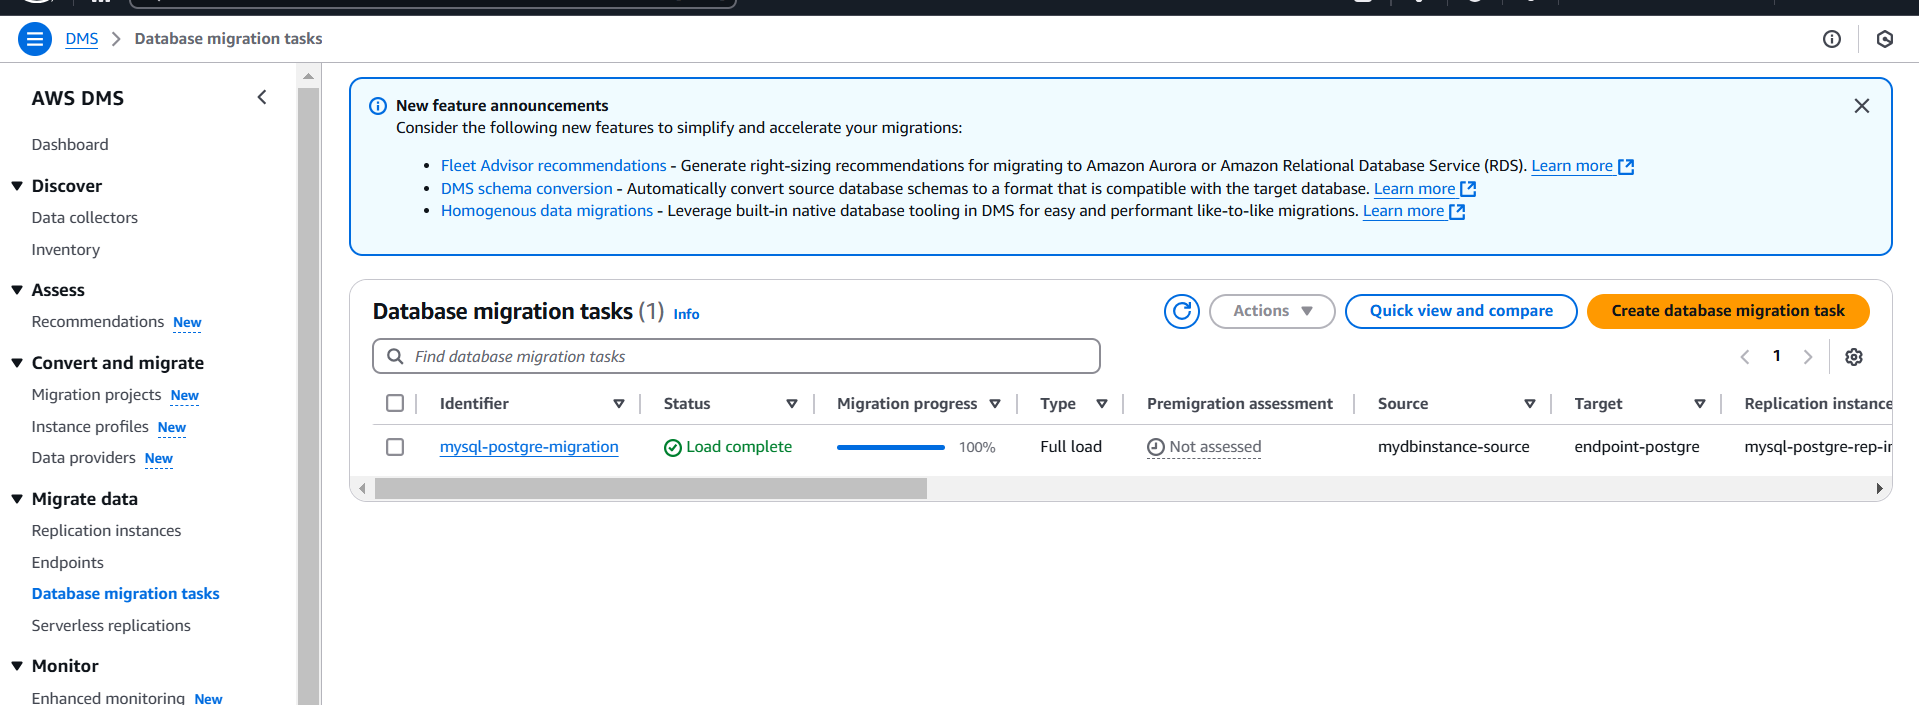 DMS > Database migration tasks
AWS DMS
Dashboard
Discover
Data collectors
Inventory
Assess
Recommendations New
Convert and migrate
Migration projects New
Instance profiles New
Data providers New
Migrate data
Replication instances
Endpoints
Database migration tasks
Serverless replications
Monitor
Enhanced monitoring New
New feature announcements
Consider the following new features to simplify and accelerate your migrations:
• Fleet Advisor recommendations - Generate right-sizing recommendations for migrating to Amazon Aurora or Amazon Relational Database Service (RDS). Learn more
• DMS schema conversion - Automatically convert source database schemas to a format that is compatible with the target database. Learn more
• Homogenous data migrations - Leverage built-in native database tooling in DMS for easy and performant like-to-like migrations. Learn more
Database migration tasks (1) Info
Actions
Quick view and compare
Create database migration task
Find database migration tasks
1
Identifier Status Migration progress Type Premigration assessment Source Target Replication instance
mysql-postgre-migration Load complete 100% Full load Not assessed mydbinstance-source endpoint-postgre mysql-postgre-rep-in